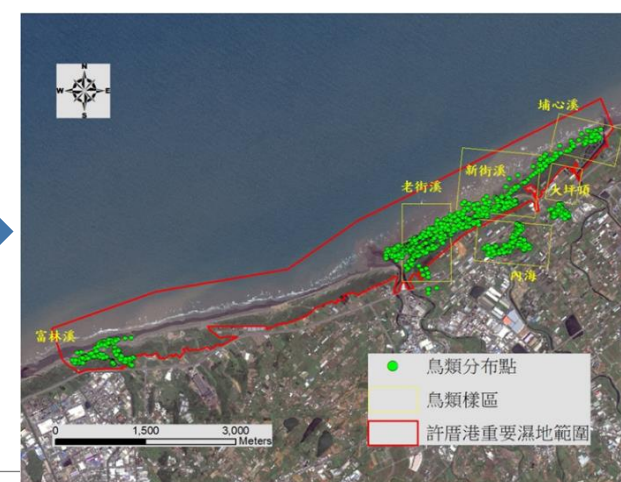 N
W E
S
埔心溪
新街溪
老街溪
大坪頂
內海
富林溪
鳥類分布點
鳥類樣區
許厝港重要濕地範圍
0 1,500 3,000
Meters